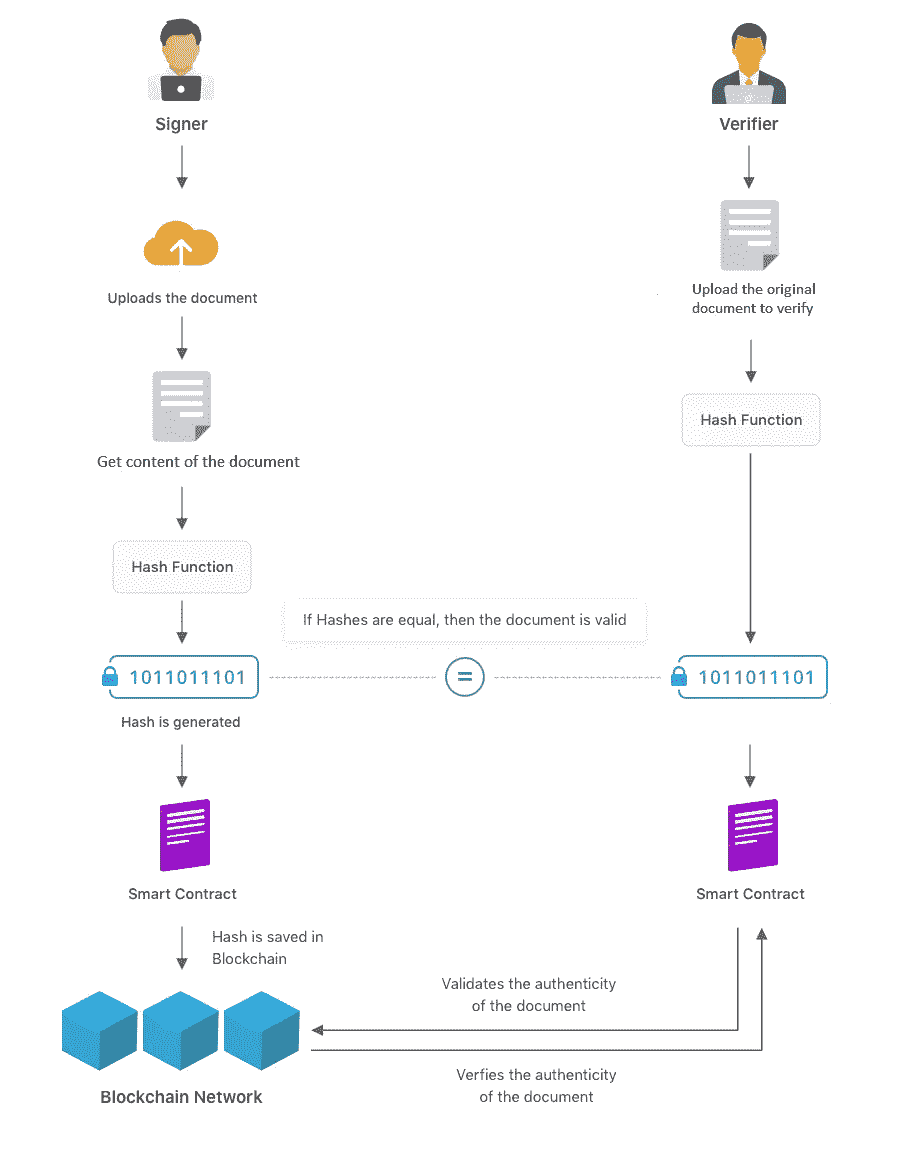 Signer
Uploads the document
Get content of the document
Hash Function
1011011101
Hash is generated
Smart Contract
Hash is saved in
Blockchain
Blockchain Network
If Hashes are equal, then the document is valid
=
Verifier
Upload the original
document to verify
Hash Function
1011011101
Smart Contract
Validates the authenticity
of the document
Verfies the authenticity
of the document